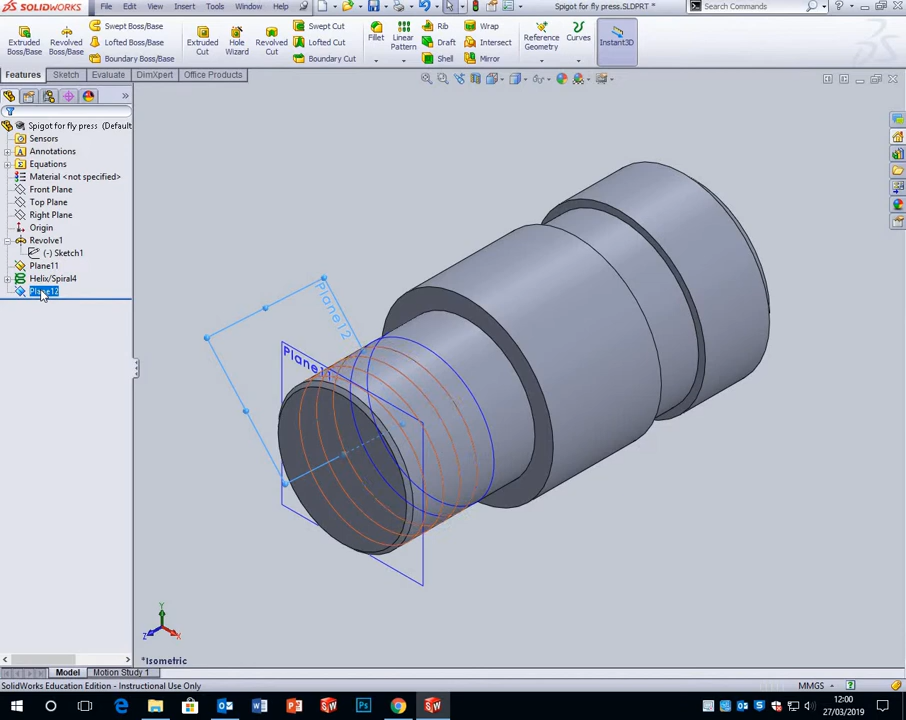 SOLIDWORKS File Edit View Insert Tools Window Help
Spigot for fly press.SLDPRT *
Search Commands
Extruded Boss/Base
Revolved Boss/Base
Swept Boss/Base
Lofted Boss/Base
Boundary Boss/Base
Extruded Cut
Hole Wizard
Revolved Cut
Swept Cut
Lofted Cut
Boundary Cut
Fillet
Linear Pattern
Rib
Draft
Shell
Wrap
Intersect
Mirror
Reference Geometry
Curves
Instant3D
Features Sketch Evaluate DimXpert Office Products
Spigot for fly press (Default
Sensors
Annotations
Equations
Material <not specified>
Front Plane
Top Plane
Right Plane
Origin
Revolve1
(-) Sketch1
Plane11
Helix/Spiral4
Plane12
Plane12
Plane11
Y
Z
X
*Isometric
Model Motion Study 1
SolidWorks Education Edition - Instructional Use Only
MMGS
12:00
27/03/2019